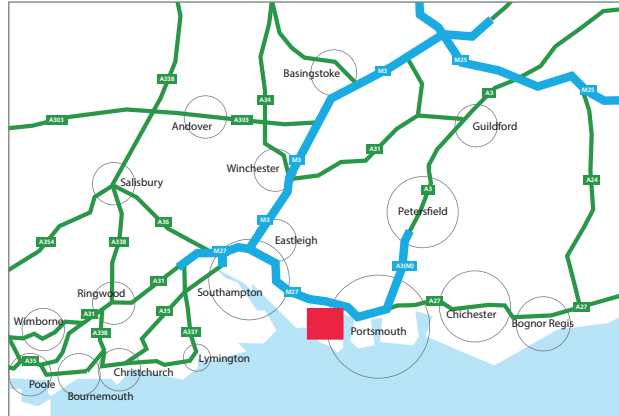 M25
Basingstoke
M3
A338
A34
A3
M25
A303
A303
Andover
Guildford
A31
M3
Winchester
Salisbury
A3
A24
Petersfield
M3
A36
A354
A338
Eastleigh
M27
A3(M)
A31
Southampton
M27
Ringwood
A27
A27
A35
A31
Wimborne
Chichester
Bognor Regis
A338
A337
Portsmouth
A35
Lymington
Christchurch
Poole
Bournemouth